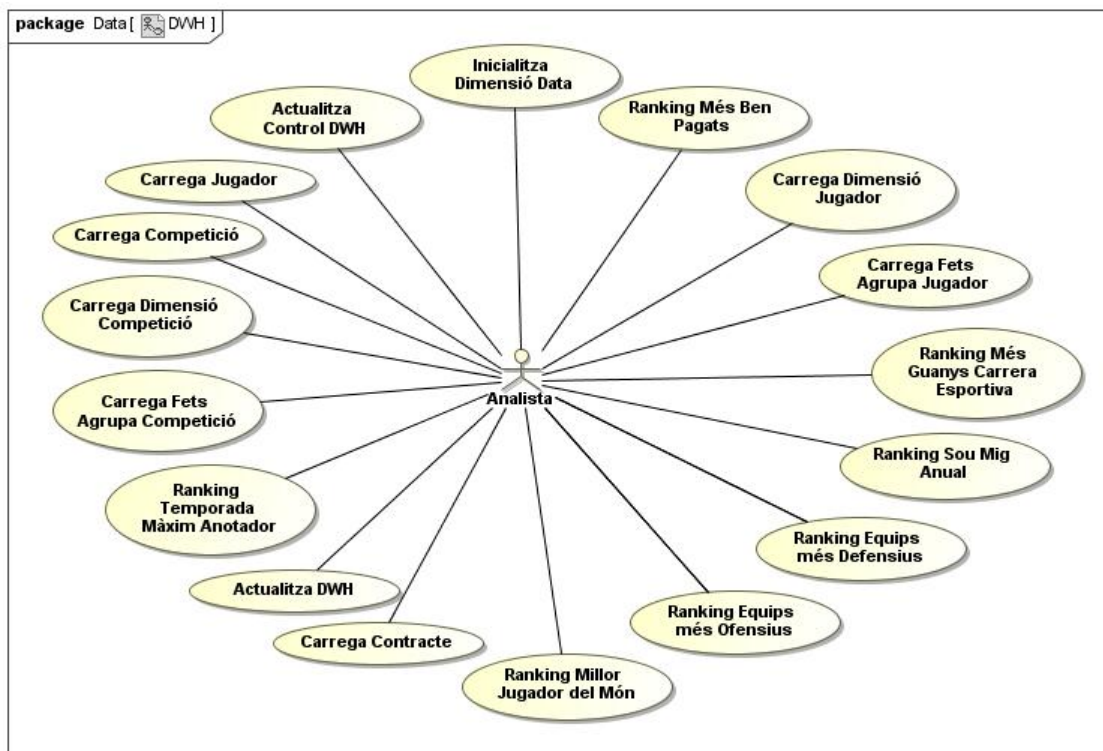 package Data [ DWH ]
Inicialitza
Dimensió Data
Actualitza
Control DWH
Ranking Més Ben
Pagats
Carrega Jugador
Carrega Dimensió
Jugador
Carrega Competició
Carrega Fets
Agrupa Jugador
Carrega Dimensió
Competició
Ranking Més
Guanys Carrera
Esportiva
Analista
Carrega Fets
Agrupa Competició
Ranking Sou Mig
Anual
Ranking
Temporada
Màxim Anotador
Ranking Equips
més Defensius
Actualitza DWH
Ranking Equips
més Ofensius
Carrega Contracte
Ranking Millor
Jugador del Món